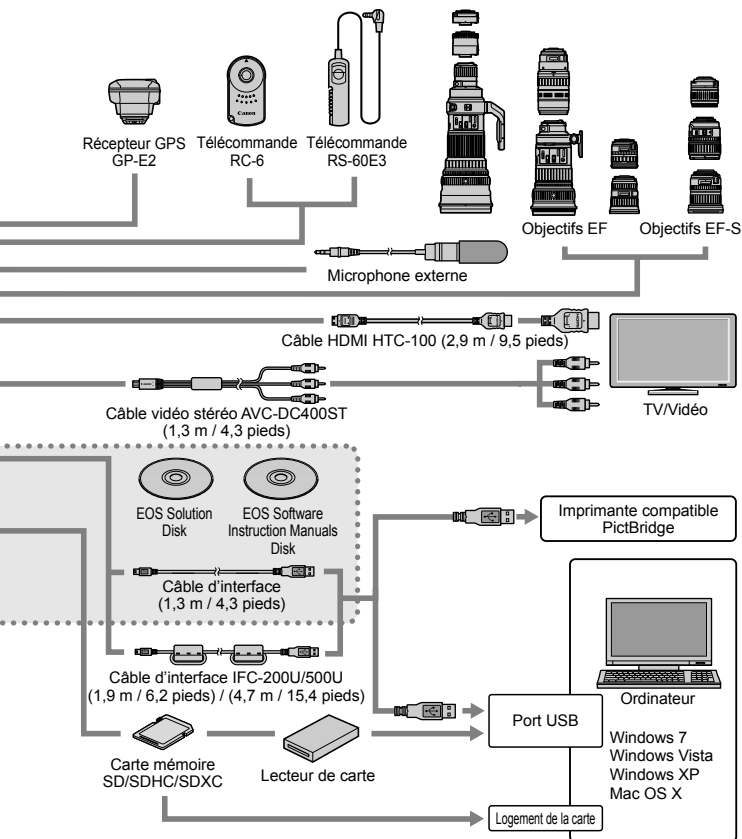 Canon
Récepteur GPS
GP-E2
Télécommande
RC-6
Télécommande
RS-60E3
Objectifs EF
Objectifs EF-S
Microphone externe
Câble HDMI HTC-100 (2,9 m / 9,5 pieds)
TV/Vidéo
Câble vidéo stéréo AVC-DC400ST
(1,3 m / 4,3 pieds)
EOS Solution
Disk
EOS Software
Instruction Manuals
Disk
Imprimante compatible
PictBridge
Câble d’interface
(1,3 m / 4,3 pieds)
Câble d’interface IFC-200U/500U
(1,9 m / 6,2 pieds) / (4,7 m / 15,4 pieds)
Ordinateur
Port USB
Windows 7
Windows Vista
Windows XP
Mac OS X
Carte mémoire
SD/SDHC/SDXC
Lecteur de carte
Logement de la carte